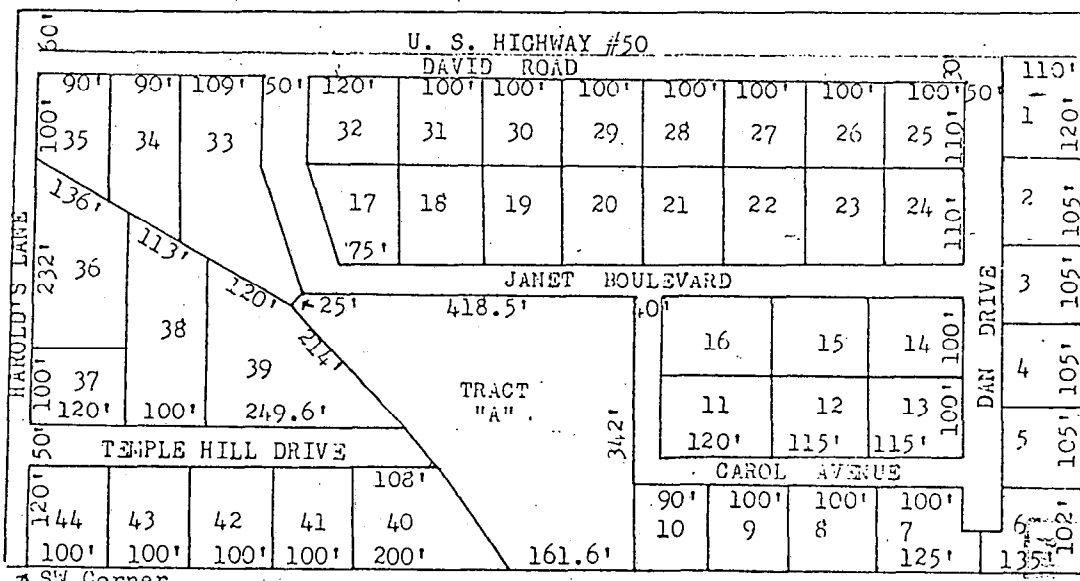 60'
U. S. HIGHWAY #50
DAVID ROAD
30'
90' 90' 109' 50' 120' 100' 100' 100' 100' 100' 100' 100' 50' 110'
100' 35 34 33 32 31 30 29 28 27 26 25 110' 1 120'
136' 17 18 19 20 21 22 23 24 110' 2 105'
75'
HAROLD'S LANE
232' 36 113'
JANET BOULEVARD
DAN DRIVE
3 105'
120' 25' 418.5' 40'
38 214' 16 15 14 100' 4 105'
100' 37 39
TRACT
"A"
342' 11 12 13 100' 5 105'
120' 100' 249.6' 120' 115' 115'
50' TEMPLE HILL DRIVE
CAROL AVENUE
108' 90' 100' 100' 100'
120' 44 43 42 41 40 10 9 8 7 6 102'
100' 100' 100' 100' 200' 161.6' 125' 135'
SW Corner